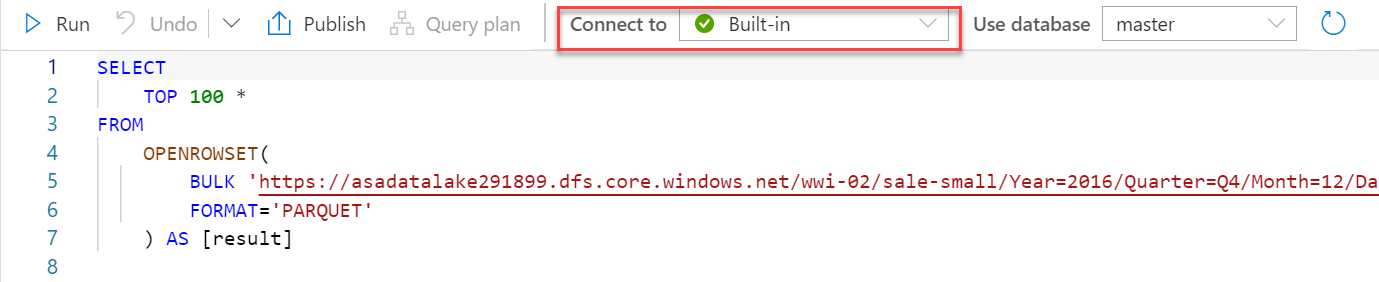 Run Undo Publish Query plan Connect to Built-in Use database master
1 SELECT
2 TOP 100 *
3 FROM
4 OPENROWSET(
5 BULK 'https://asadatalake291899.dfs.core.windows.net/wwi-02/sale-small/Year=2016/Quarter=Q4/Month=12/Da
6 FORMAT='PARQUET'
7 ) AS [result]
8